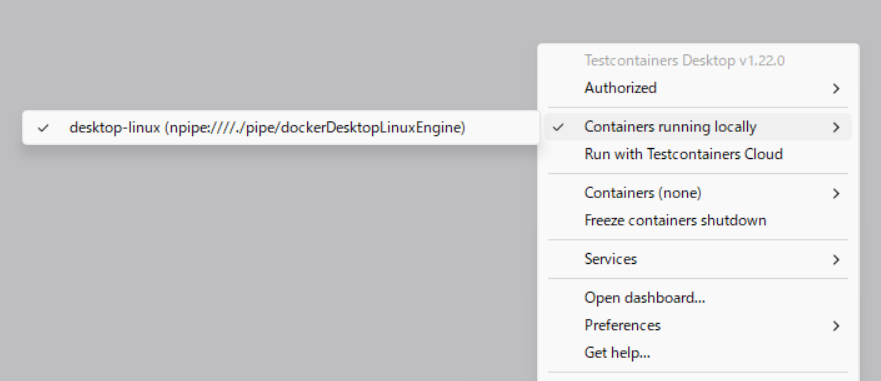 Testcontainers Desktop v1.22.0
Authorized
Containers running locally
desktop-linux (npipe:////./pipe/dockerDesktopLinuxEngine)
Run with Testcontainers Cloud
Containers (none)
Freeze containers shutdown
Services
Open dashboard...
Preferences
Get help...